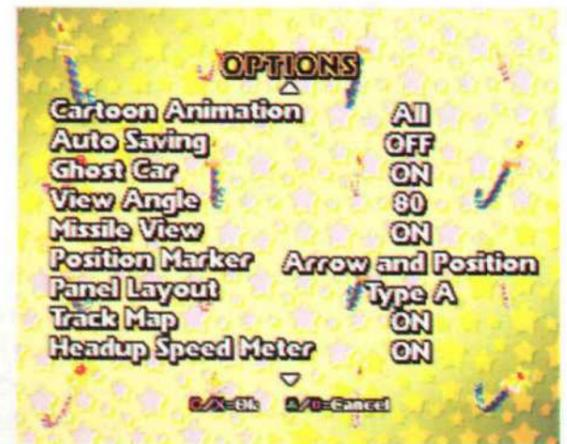 OPTIONS
Cartoon Animation All
Auto Saving OFF
Ghost Car ON
View Angle 80
Missile View ON
Position Marker Arrow and Position
Panel Layout Type A
Track Map ON
Headup Speed Meter ON
=Ok =Cancel